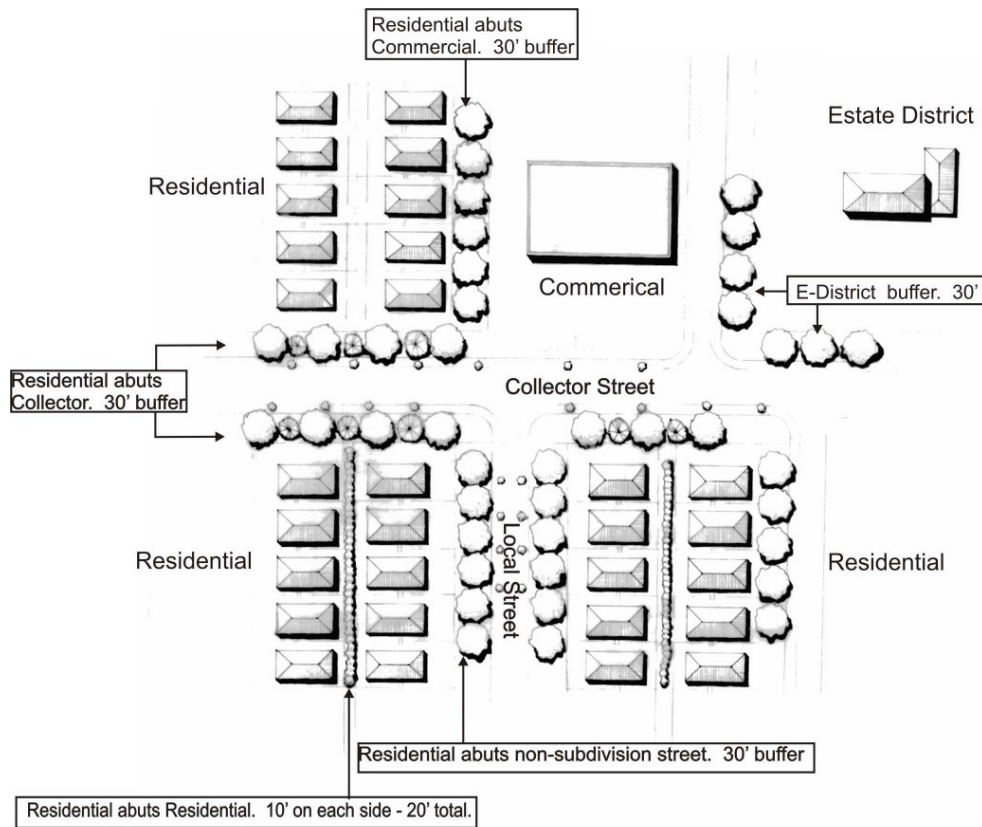 Residential abuts
Commercial. 30' buffer
Estate District
Residential
Commerical
E-District buffer. 30'
Residential abuts
Collector. 30' buffer
Collector Street
Residential
Local Street
Residential
Residential abuts non-subdivision street. 30' buffer
Residential abuts Residential. 10' on each side - 20' total.